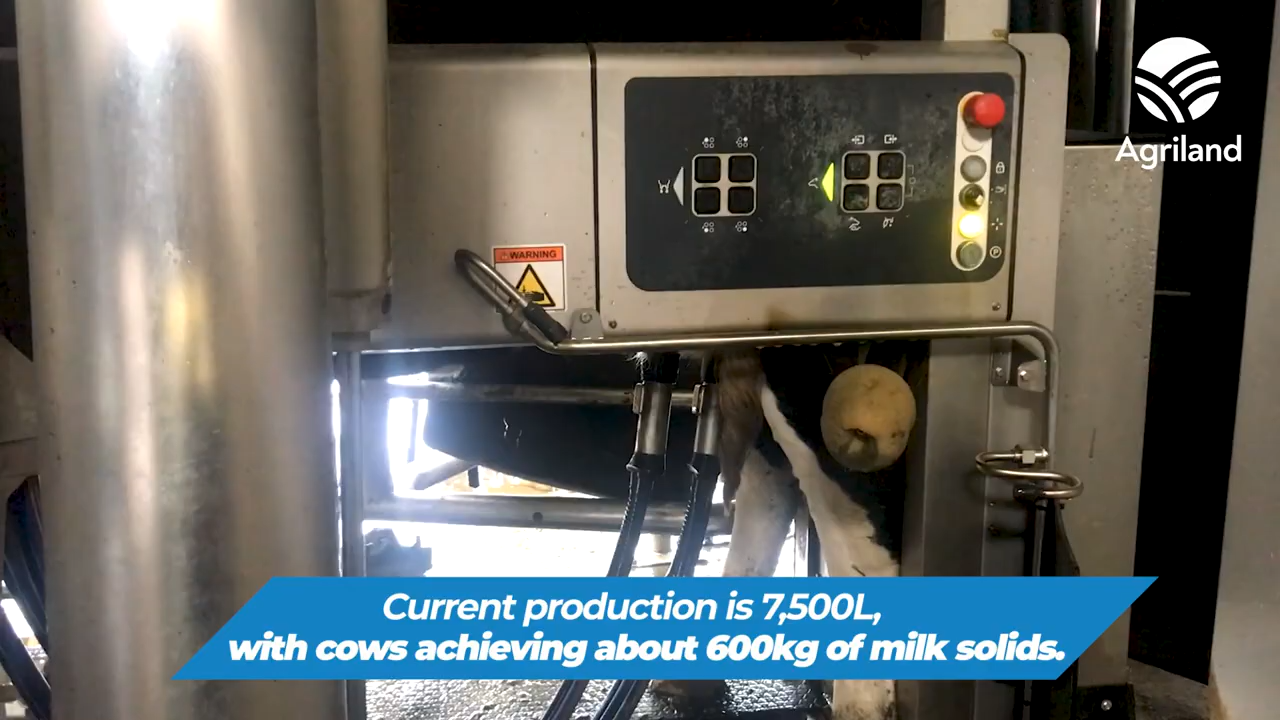 Agriland
WARNING
P
Current production is 7,500L,
with cows achieving about 600kg of milk solids.